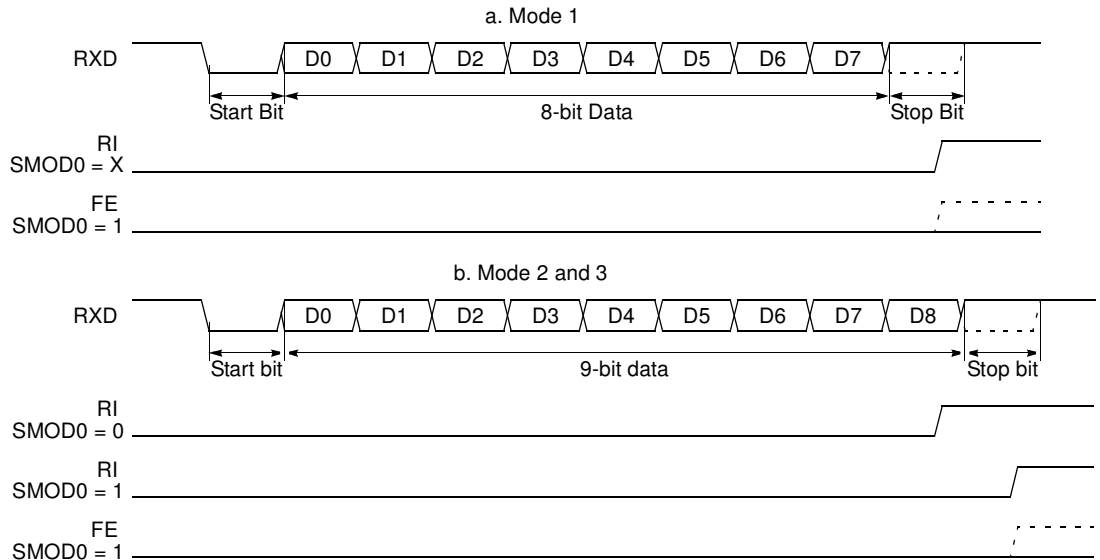 a. Mode 1
RXD D0 D1 D2 D3 D4 D5 D6 D7
Start Bit 8-bit Data Stop Bit
RI
SMOD0 = X
FE
SMOD0 = 1
b. Mode 2 and 3
RXD D0 D1 D2 D3 D4 D5 D6 D7 D8
Start bit 9-bit data Stop bit
RI
SMOD0 = 0
RI
SMOD0 = 1
FE
SMOD0 = 1